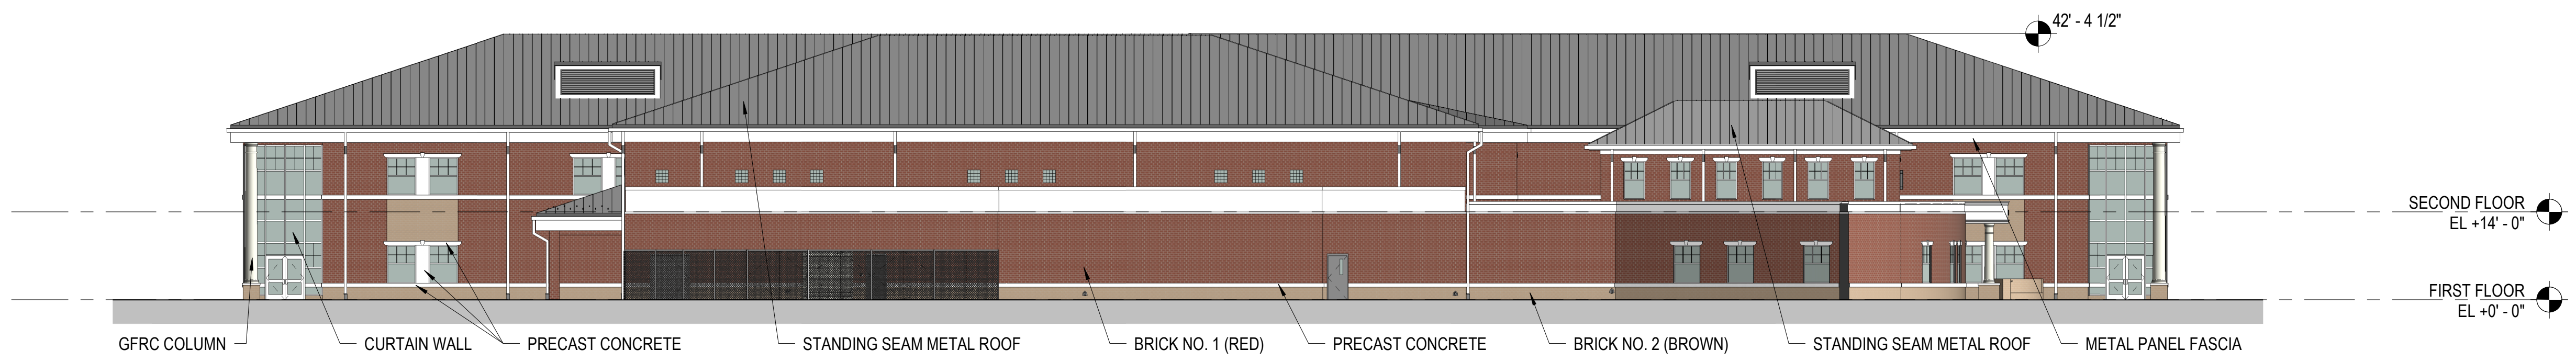 42' - 4 1/2"
SECOND FLOOR
EL +14' - 0"
FIRST FLOOR
EL +0' - 0"
GFRC COLUMN
CURTAIN WALL
PRECAST CONCRETE
STANDING SEAM METAL ROOF
BRICK NO. 1 (RED)
PRECAST CONCRETE
BRICK NO. 2 (BROWN)
STANDING SEAM METAL ROOF
METAL PANEL FASCIA